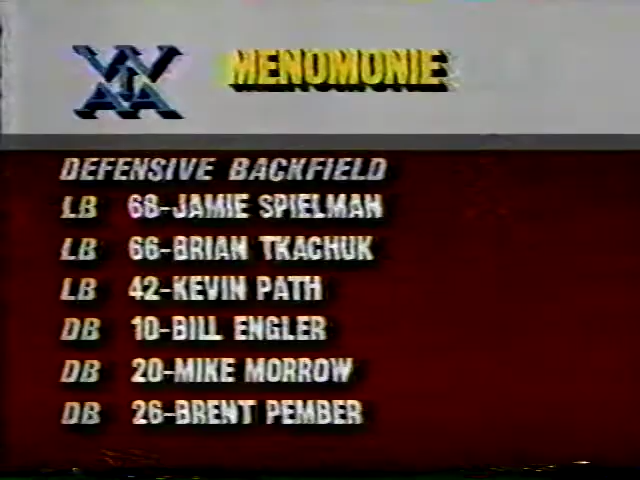 WIAA
MENOMONIE
DEFENSIVE BACKFIELD
LB 68-JAMIE SPIELMAN
LB 66-BRIAN TKACHUK
LB 42-KEVIN PATH
DB 10-BILL ENGLER
DB 20-MIKE MORROW
DB 26-BRENT PEMBER